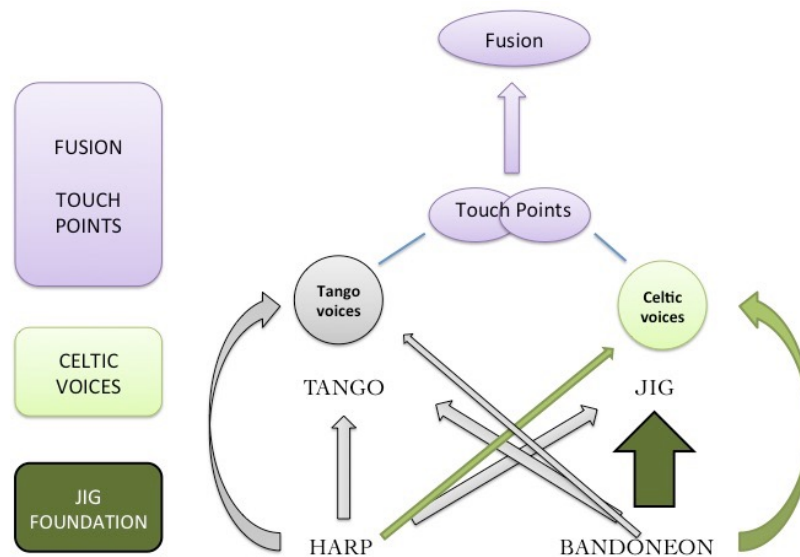 Fusion
FUSION
TOUCH
POINTS
Touch Points
Tango
voices
Celtic
voices
CELTIC
VOICES
TANGO
JIG
JIG
FOUNDATION
HARP
BANDONEON